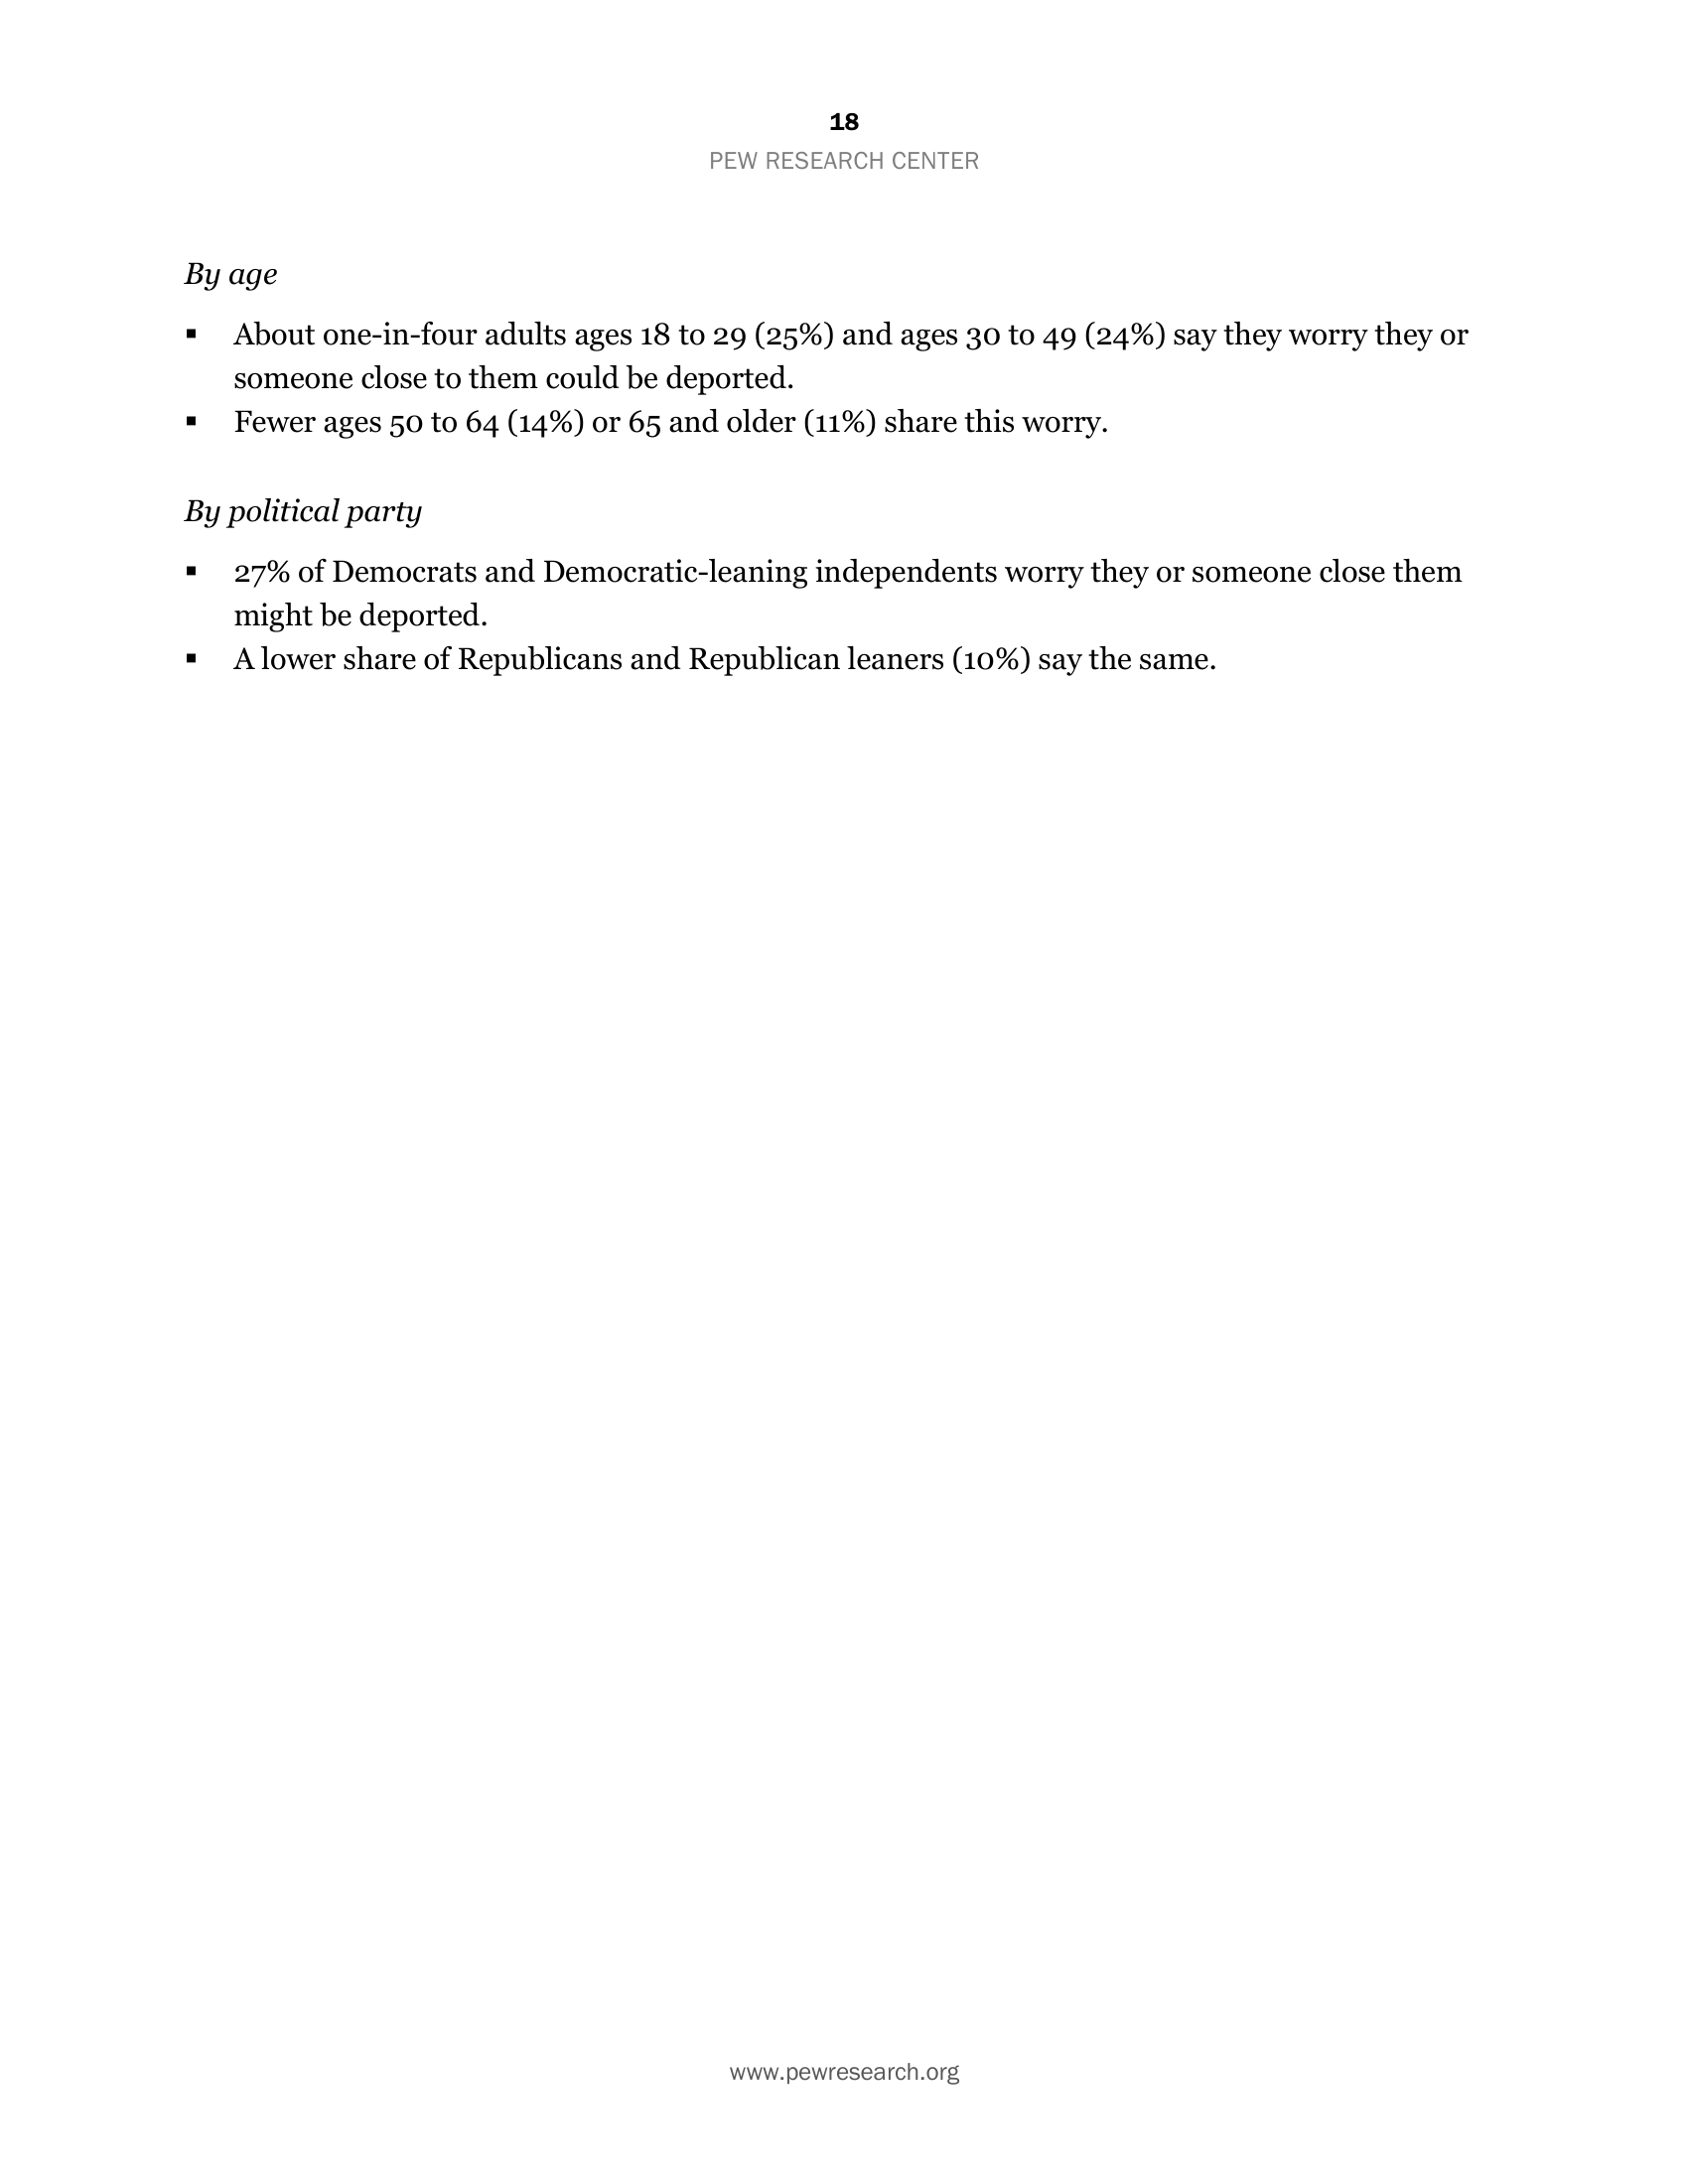 18
PEW RESEARCH CENTER
By age
▪ About one-in-four adults ages 18 to 29 (25%) and ages 30 to 49 (24%) say they worry they or
someone close to them could be deported.
▪ Fewer ages 50 to 64 (14%) or 65 and older (11%) share this worry.
By political party
▪ 27% of Democrats and Democratic-leaning independents worry they or someone close them
might be deported.
▪ A lower share of Republicans and Republican leaners (10%) say the same.
www.pewresearch.org